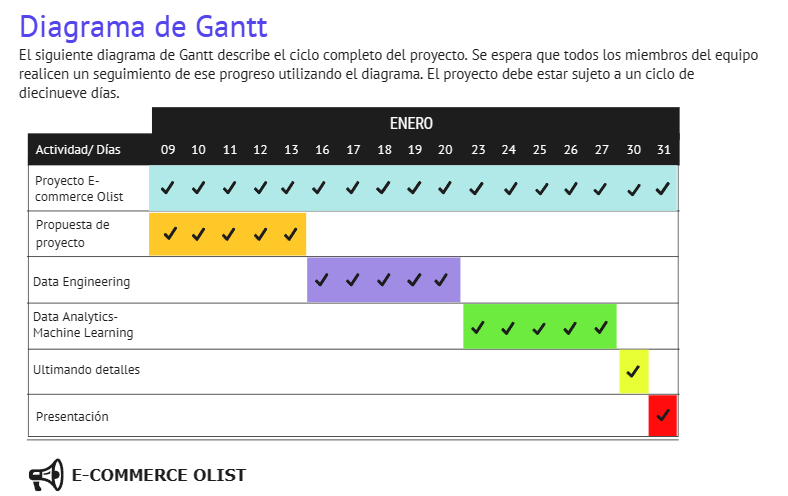 Diagrama de Gantt
El siguiente diagrama de Gantt describe el ciclo completo del proyecto. Se espera que todos los miembros del equipo
realicen un seguimiento de ese progreso utilizando el diagrama. El proyecto debe estar sujeto a un ciclo de
diecinueve días.
ENERO
Actividad/ Días 09 10 11 12 13 16 17 18 19 20 23 24 25 26 27 30 31
Proyecto E-
commerce Olist
Propuesta de
proyecto
Data Engineering
Data Analytics-
Machine Learning
Ultimando detalles
Presentación
E-COMMERCE OLIST